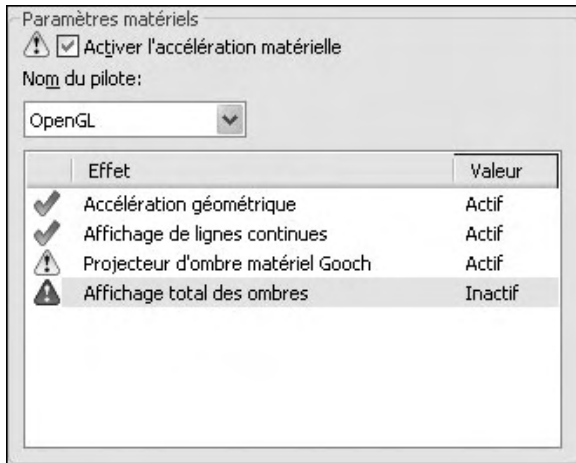 Paramètres matériels
Activer l'accélération matérielle
Nom du pilote:
OpenGL
Effet Valeur
Accélération géométrique Actif
Affichage de lignes continues Actif
Projecteur d'ombre matériel Gooch Actif
Affichage total des ombres Inactif